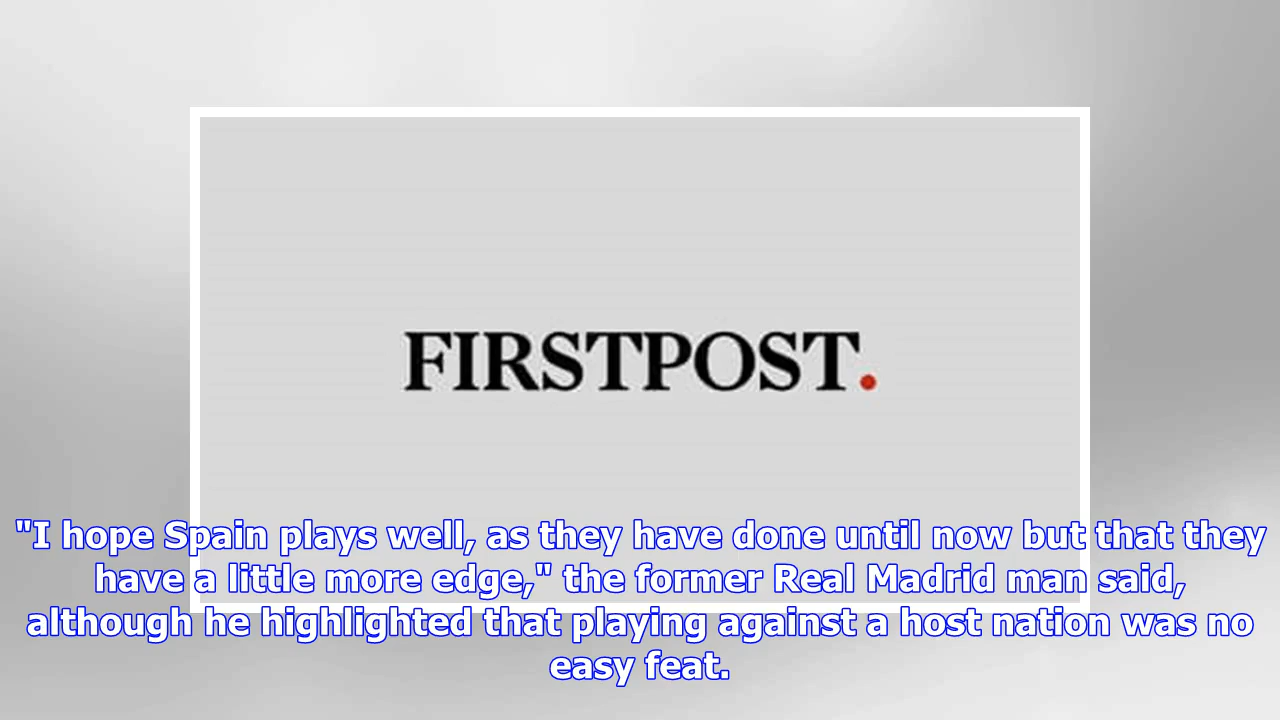 FIRSTPOST.
"I hope Spain plays well, as they have done until now but that they
have a little more edge," the former Real Madrid man said,
although he highlighted that playing against a host nation was no
easy feat.